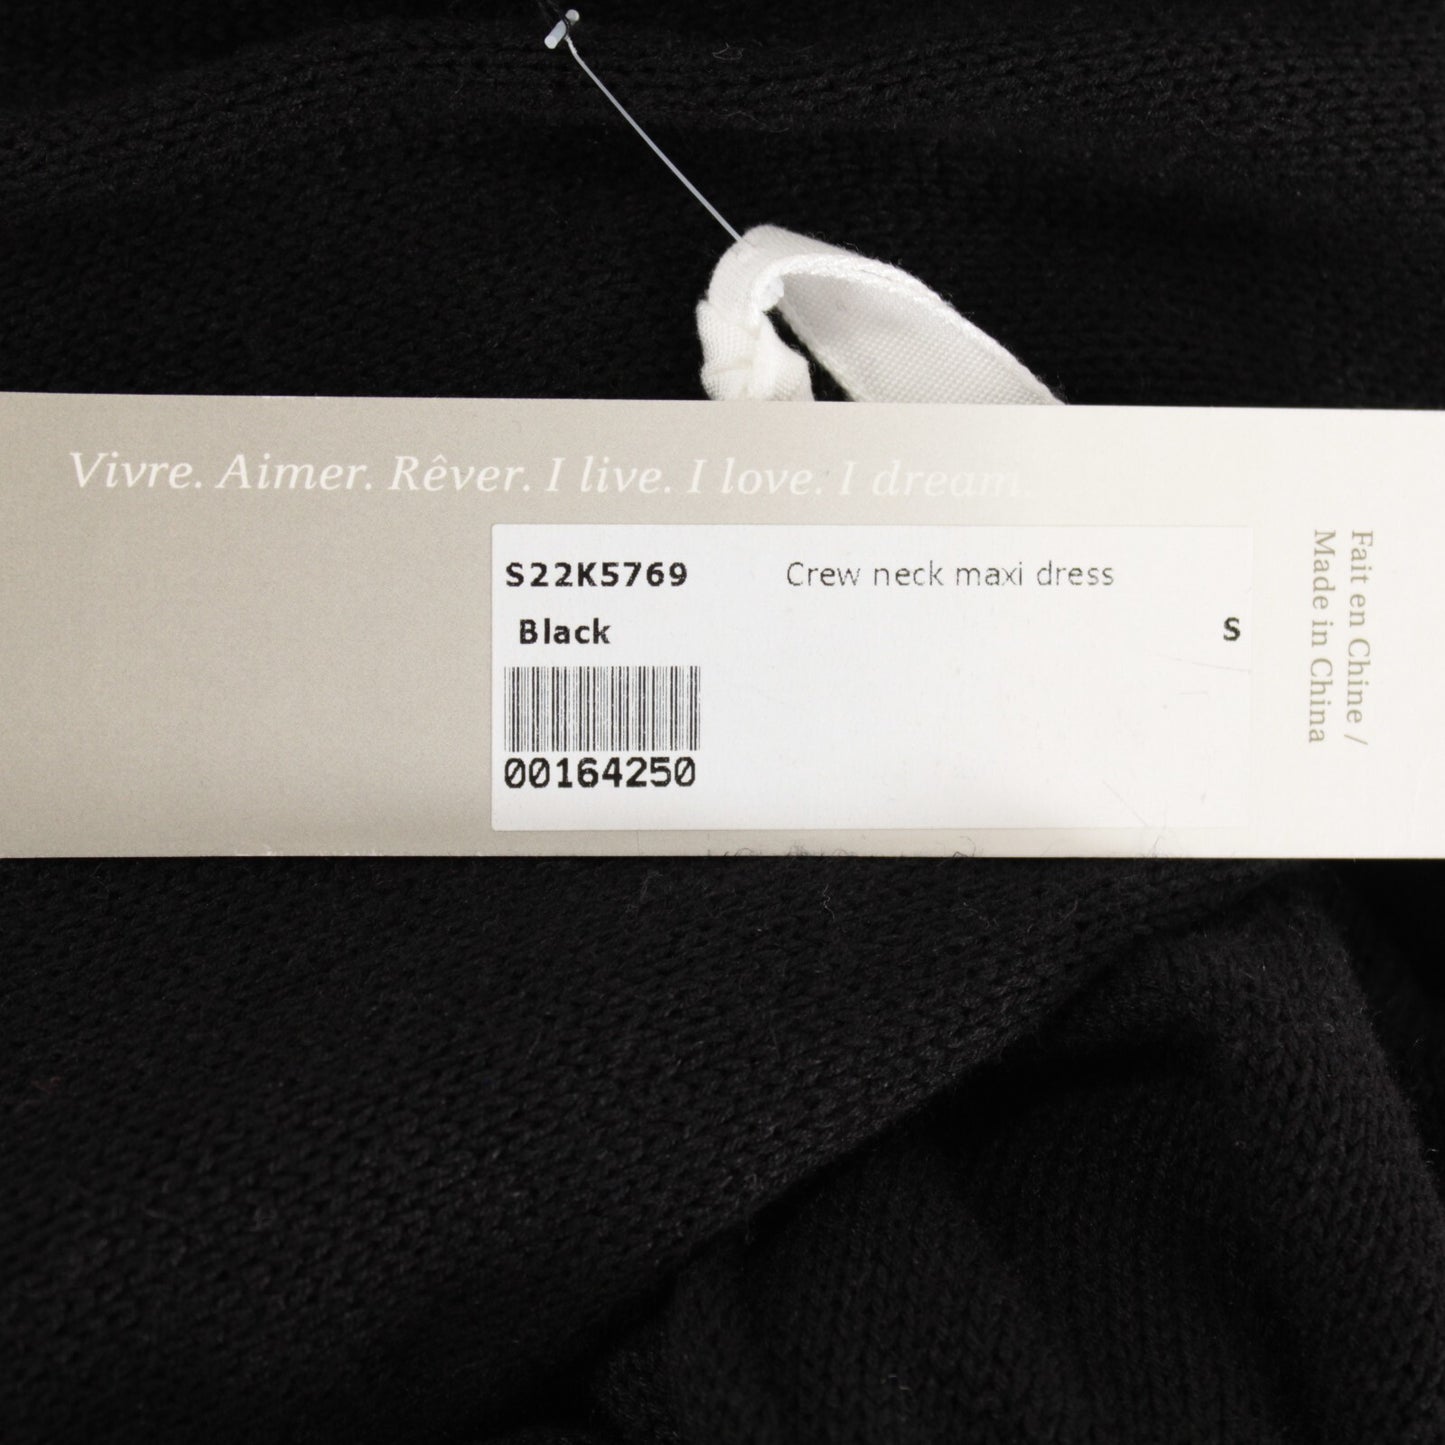 Vivre. Aimer. Rêver. I live. I love. I dream.
S22K5769 Crew neck maxi dress
Black S
00164250
Fait en Chine /
Made in China